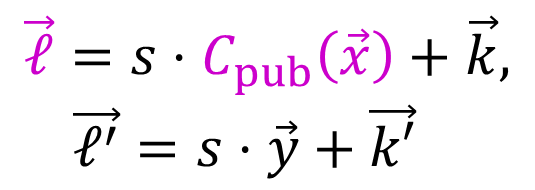 ℓ⃗ = s · C_pub(x⃗) + k⃗,
ℓ′⃗ = s · y⃗ + k′⃗